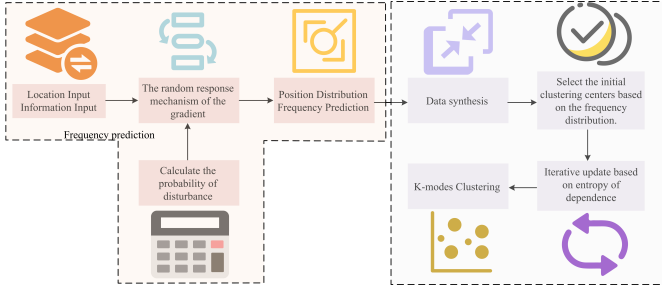 Location Input
Information Input
The random response
mechanism of the
gradient
Position Distribution
Frequency Prediction
Frequency prediction
Calculate the
probability of
disturbance
Data synthesis
Select the initial
clustering centers based
on the frequency
distribution.
K-modes Clustering
Iterative update based
on entropy of
dependence